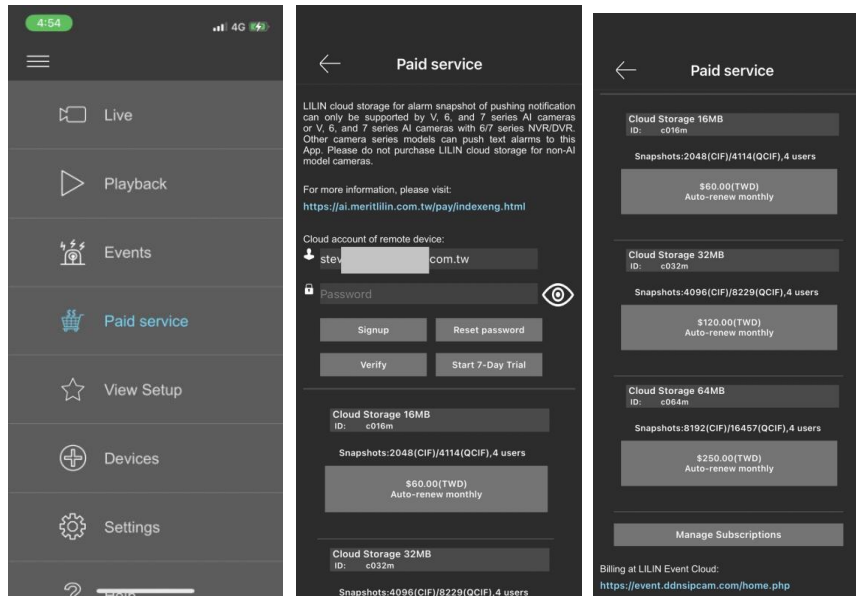 4:54
4G
Live
Playback
Events
Paid service
View Setup
Devices
Settings
Paid service
LILIN cloud storage for alarm snapshot of pushing notification
can only be supported by V, 6, and 7 series AI cameras
or V, 6, and 7 series AI cameras with 6/7 series NVR/DVR.
Other camera series models can push text alarms to this
App. Please do not purchase LILIN cloud storage for non-AI
model cameras.
For more information, please visit:
https://ai.meritlilin.com.tw/pay/indexeng.html
Cloud account of remote device:
stev com.tw
Password
Signup Reset password
Verify Start 7-Day Trial
Cloud Storage 16MB
ID: c016m
Snapshots:2048(CIF)/4114(QCIF),4 users
$60.00(TWD)
Auto-renew monthly
Cloud Storage 32MB
ID: c032m
Snapshots:4096(CIF)/8229(QCIF),4 users
Paid service
Cloud Storage 16MB
ID: c016m
Snapshots:2048(CIF)/4114(QCIF),4 users
$60.00(TWD)
Auto-renew monthly
Cloud Storage 32MB
ID: c032m
Snapshots:4096(CIF)/8229(QCIF),4 users
$120.00(TWD)
Auto-renew monthly
Cloud Storage 64MB
ID: c064m
Snapshots:8192(CIF)/16457(QCIF),4 users
$250.00(TWD)
Auto-renew monthly
Manage Subscriptions
Billing at LILIN Event Cloud:
https://event.ddnsipcam.com/home.php